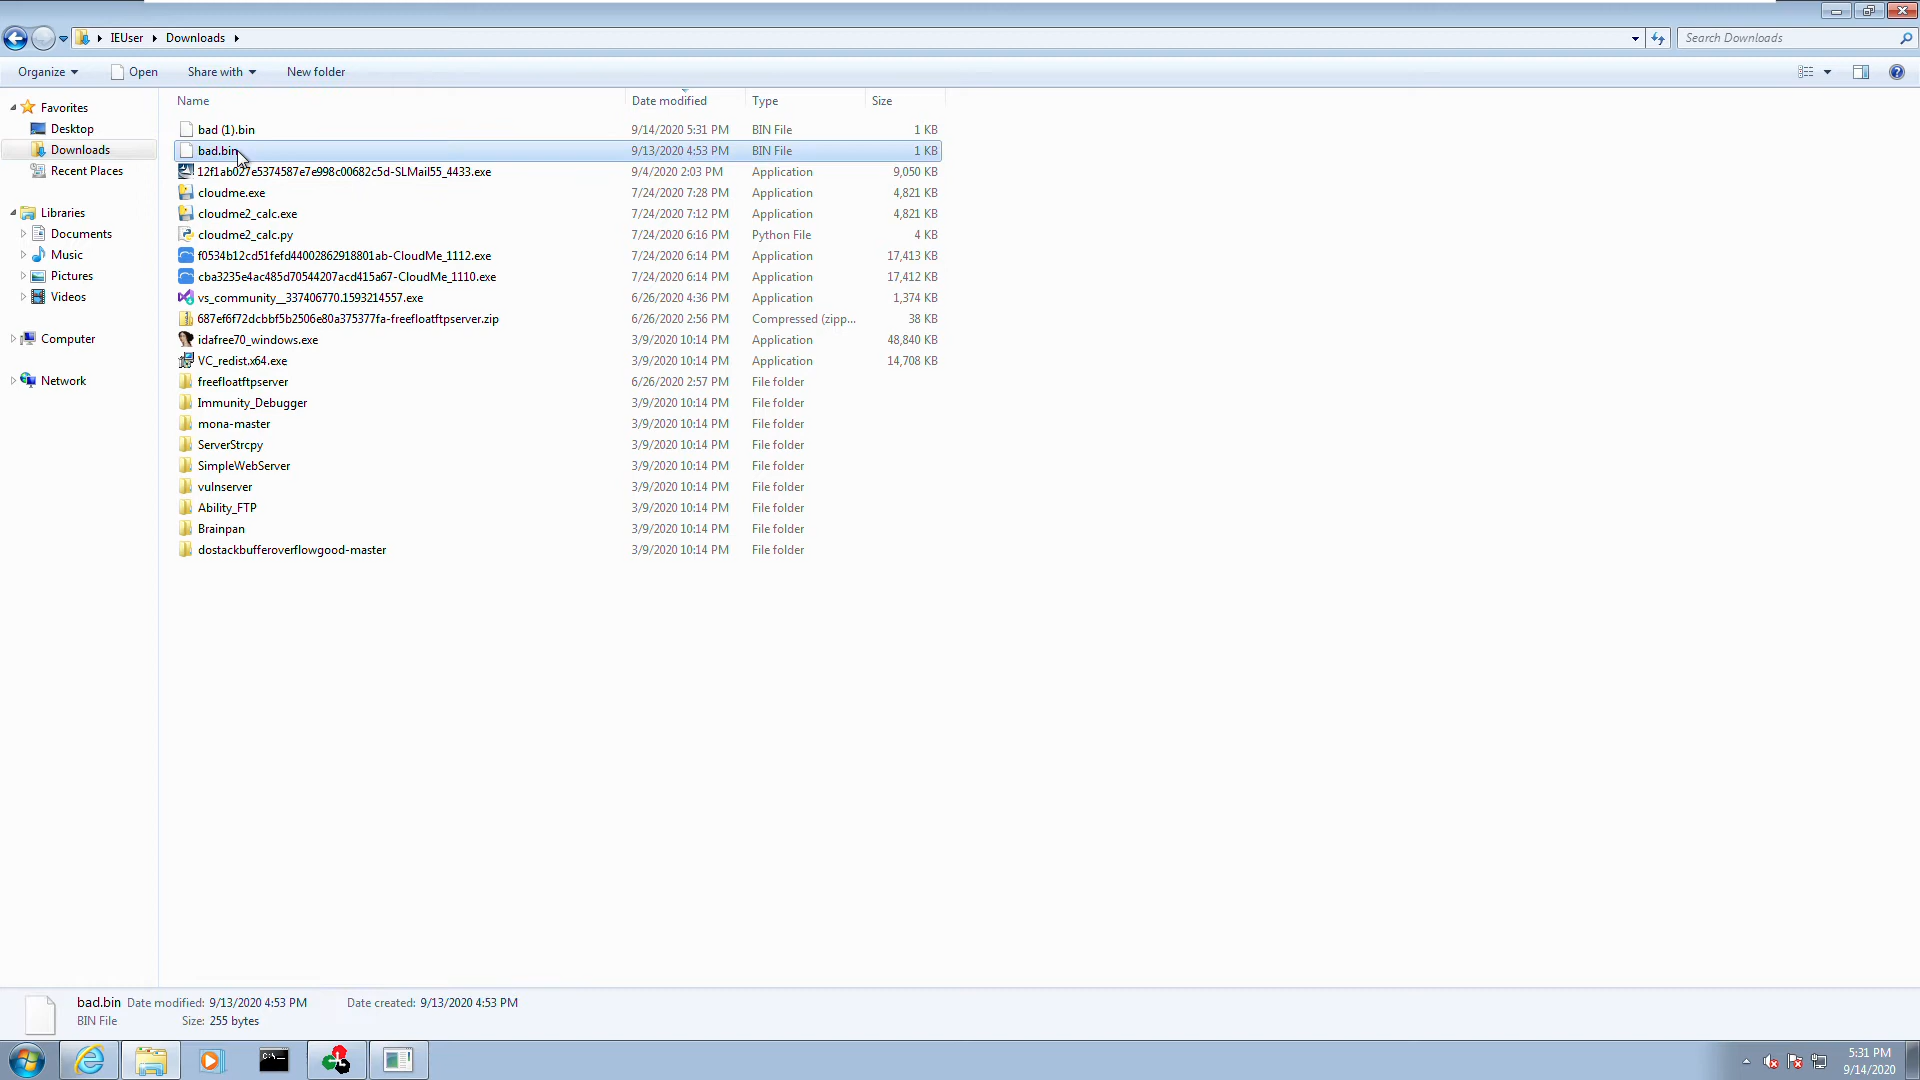 IEUser Downloads
Search Downloads
Organize Open Share with New folder
Name Date modified Type Size
Favorites
Desktop
Downloads
Recent Places
Libraries
Documents
Music
Pictures
Videos
Computer
Network
bad (1).bin 9/14/2020 5:31 PM BIN File 1 KB
bad.bin 9/13/2020 4:53 PM BIN File 1 KB
12f1ab027e5374587e7e998c00682c5d-SLMail55_4433.exe 9/4/2020 2:03 PM Application 9,050 KB
cloudme.exe 7/24/2020 7:28 PM Application 4,821 KB
cloudme2_calc.exe 7/24/2020 7:12 PM Application 4,821 KB
cloudme2_calc.py 7/24/2020 6:16 PM Python File 4 KB
f0534b12cd51fefd44002862918801ab-CloudMe_1112.exe 7/24/2020 6:14 PM Application 17,413 KB
cba3235e4ac485d70544207acd415a67-CloudMe_1110.exe 7/24/2020 6:14 PM Application 17,412 KB
vs_community__337406770.1593214557.exe 6/26/2020 4:36 PM Application 1,374 KB
687ef6f72dcbbf5b2506e80a375377fa-freefloatftpserver.zip 6/26/2020 2:56 PM Compressed (zipp... 38 KB
idafree70_windows.exe 3/9/2020 10:14 PM Application 48,840 KB
VC_redist.x64.exe 3/9/2020 10:14 PM Application 14,708 KB
freefloatftpserver 6/26/2020 2:57 PM File folder
Immunity_Debugger 3/9/2020 10:14 PM File folder
mona-master 3/9/2020 10:14 PM File folder
ServerStrcpy 3/9/2020 10:14 PM File folder
SimpleWebServer 3/9/2020 10:14 PM File folder
vulnserver 3/9/2020 10:14 PM File folder
Ability_FTP 3/9/2020 10:14 PM File folder
Brainpan 3/9/2020 10:14 PM File folder
dostackbufferoverflowgood-master 3/9/2020 10:14 PM File folder
bad.bin Date modified: 9/13/2020 4:53 PM Date created: 9/13/2020 4:53 PM
BIN File Size: 255 bytes
C:\_
5:31 PM
9/14/2020